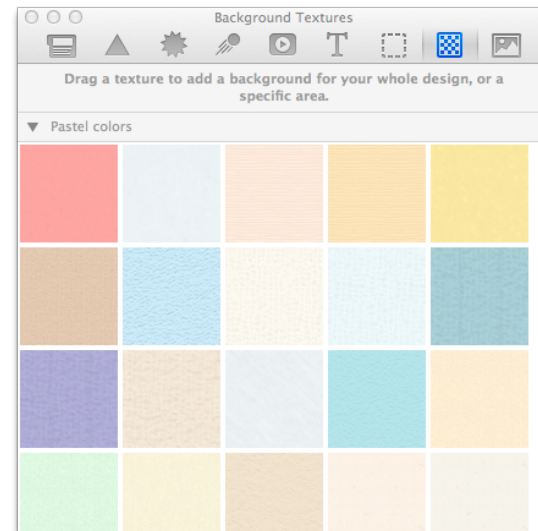 Background Textures
T
Drag a texture to add a background for your whole design, or a
specific area.
Pastel colors